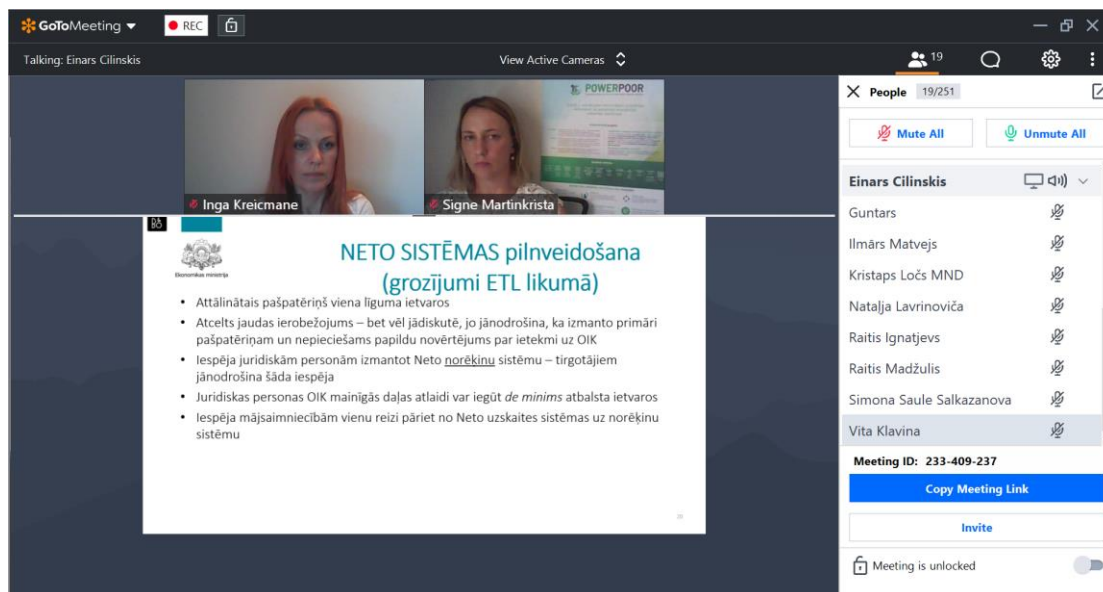 GoToMeeting
REC
Talking: Einars Cilinskis
View Active Cameras
19
POWERPOOR
Inga Kreicmane
Signe Martinkrista
Ekonomikas ministrija
NETO SISTĒMAS pilnveidošana
(grozījumi ETL likumā)
• Attālinātais pašpatēriņš viena līguma ietvaros
• Atcelts jaudas ierobežojums – bet vēl jādiskutē, jo jānodrošina, ka izmanto primāri
pašpatēriņam un nepieciešams papildu novērtējums par ietekmi uz OIK
• Iespēja juridiskām personām izmantot Neto norēķinu sistēmu – tirgotājiem
jānodrošina šāda iespēja
• Juridiskas personas OIK mainīgās daļas atlaidi var iegūt de minims atbalsta ietvaros
• Iespēja mājsaimniecībām vienu reizi pāriet no Neto uzskaites sistēmas uz norēķinu
sistēmu
People 19/251
Mute All
Unmute All
Einars Cilinskis
Guntars
Ilmārs Matvejs
Kristaps Ločs MND
Nataļja Lavrinoviča
Raitis Ignatjevs
Raitis Madžulis
Simona Saule Salkazanova
Vita Klavina
Meeting ID: 233-409-237
Copy Meeting Link
Invite
Meeting is unlocked